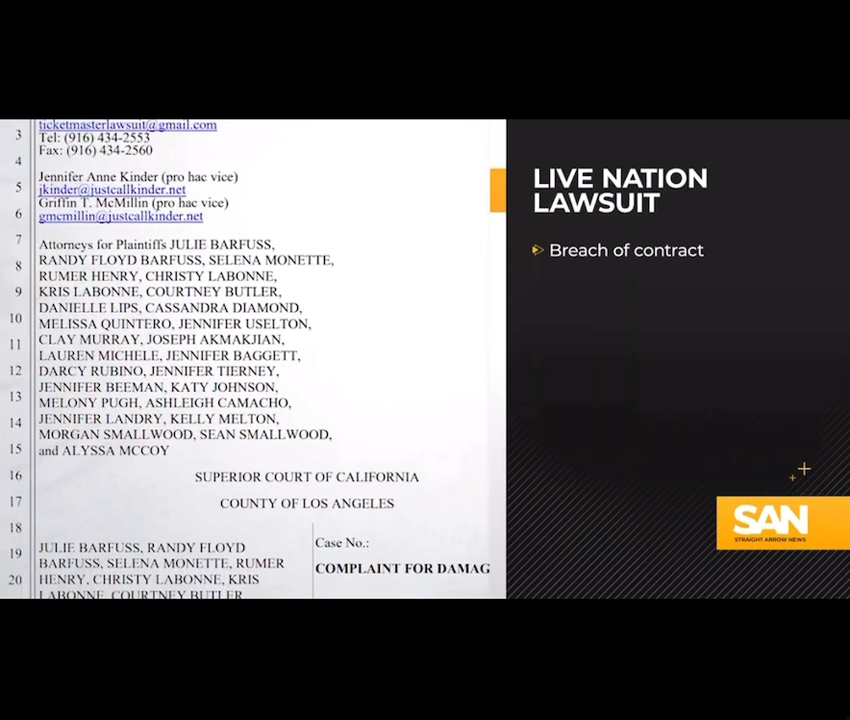 ticketmasterlawsuit@gmail.com
3
Tel: (916) 434-2553
Fax: (916) 434-2560
4
Jennifer Anne Kinder (pro hac vice)
5
jkinder@justcallkinder.net
Griffin T. McMillin (pro hac vice)
6
gmcmillin@justcallkinder.net
7
Attorneys for Plaintiffs JULIE BARFUSS,
RANDY FLOYD BARFUSS, SELENA MONETTE,
8
RUMER HENRY, CHRISTY LABONNE,
9
KRIS LABONNE, COURTNEY BUTLER,
DANIELLE LIPS, CASSANDRA DIAMOND,
10
MELISSA QUINTERO, JENNIFER USELTON,
11
CLAY MURRAY, JOSEPH AKMAKJIAN,
LAUREN MICHELE, JENNIFER BAGGETT,
12
DARCY RUBINO, JENNIFER TIERNEY,
JENNIFER BEEMAN, KATY JOHNSON,
13
MELONY PUGH, ASHLEIGH CAMACHO,
14
JENNIFER LANDRY, KELLY MELTON,
MORGAN SMALLWOOD, SEAN SMALLWOOD,
15
and ALYSSA MCCOY
16
SUPERIOR COURT OF CALIFORNIA
17
COUNTY OF LOS ANGELES
18
19
JULIE BARFUSS, RANDY FLOYD
BARFUSS, SELENA MONETTE, RUMER
20
HENRY, CHRISTY LABONNE, KRIS
LABONNE, COURTNEY BUTLER
Case No.:
COMPLAINT FOR DAMAG
LIVE NATION
LAWSUIT
Breach of contract
SAN
STRAIGHT ARROW NEWS